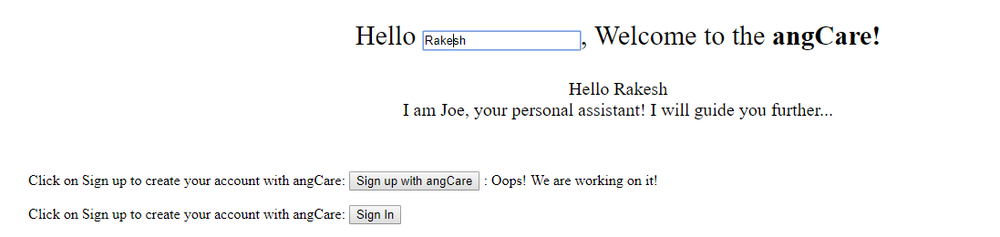 Hello Rakesh, Welcome to the angCare!
Hello Rakesh
I am Joe, your personal assistant! I will guide you further...
Click on Sign up to create your account with angCare: Sign up with angCare : Oops! We are working on it!
Click on Sign up to create your account with angCare: Sign In